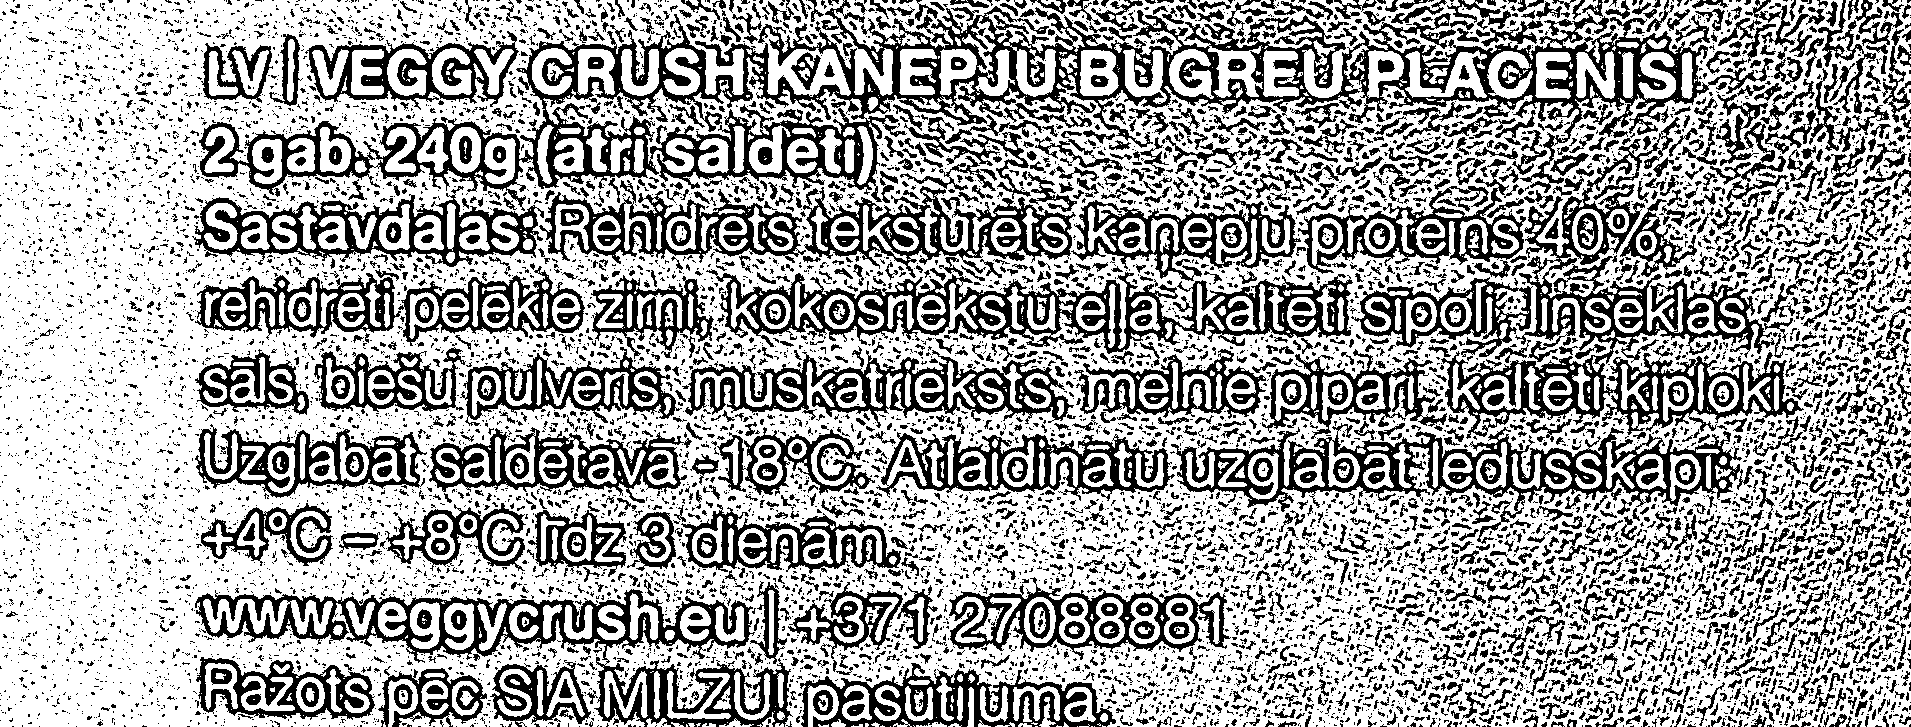 LV | VEGGY CRUSH KAŅEPJU BUGREU PLĀCENĪŠI
2 gab. 240g (ātri saldēti)
Sastāvdaļas: Rehidrēts teksturēts kaņepju proteīns 40%,
rehidrēti pelēkie zirņi, kokosriekstu eļļa, kaltēti sīpoli, linsēklas,
sāls, biešu pulveris, muskatrieksts, melnie pipari, kaltēti ķiploki.
Uzglabāt saldētavā -18°C. Atlaidinātu uzglabāt ledusskapī:
+4°C – +8°C līdz 3 dienām.
www.veggycrush.eu | +371 27088881
Ražots pēc SIA MILZU! pasūtījuma.